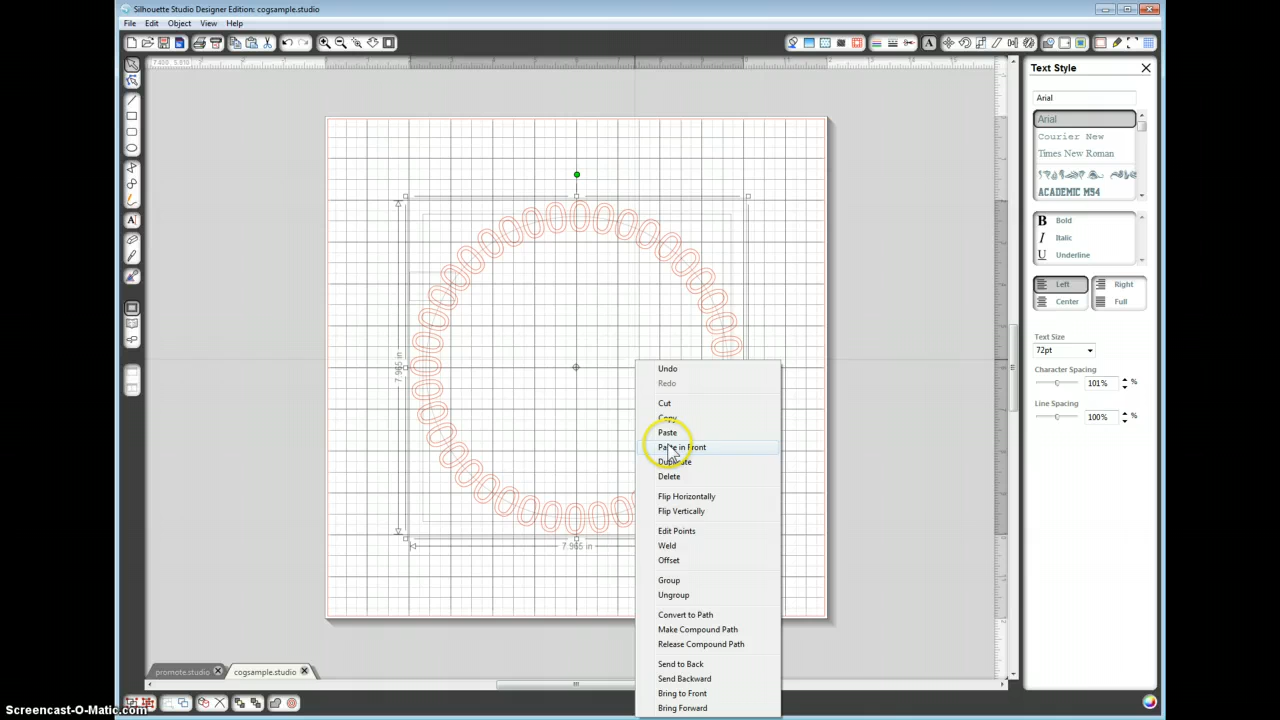 Silhouette Studio Designer Edition: cogsample.studio
File Edit Object View Help
Text Style
Arial
Arial
Courier New
Times New Roman
ACADEMIC M54
B Bold
I Italic
U Underline
Left Right
Center Full
Text Size
72pt
Character Spacing
101% %
Line Spacing
100% %
7.965 in
Undo
Redo
Cut
Copy
Paste
Paste in Front
Duplicate
Delete
Flip Horizontally
Flip Vertically
Edit Points
Weld
Offset
Group
Ungroup
Convert to Path
Make Compound Path
Release Compound Path
Send to Back
Send Backward
Bring to Front
Bring Forward
promote.studio cogsample.studio
Screencast-O-Matic.com